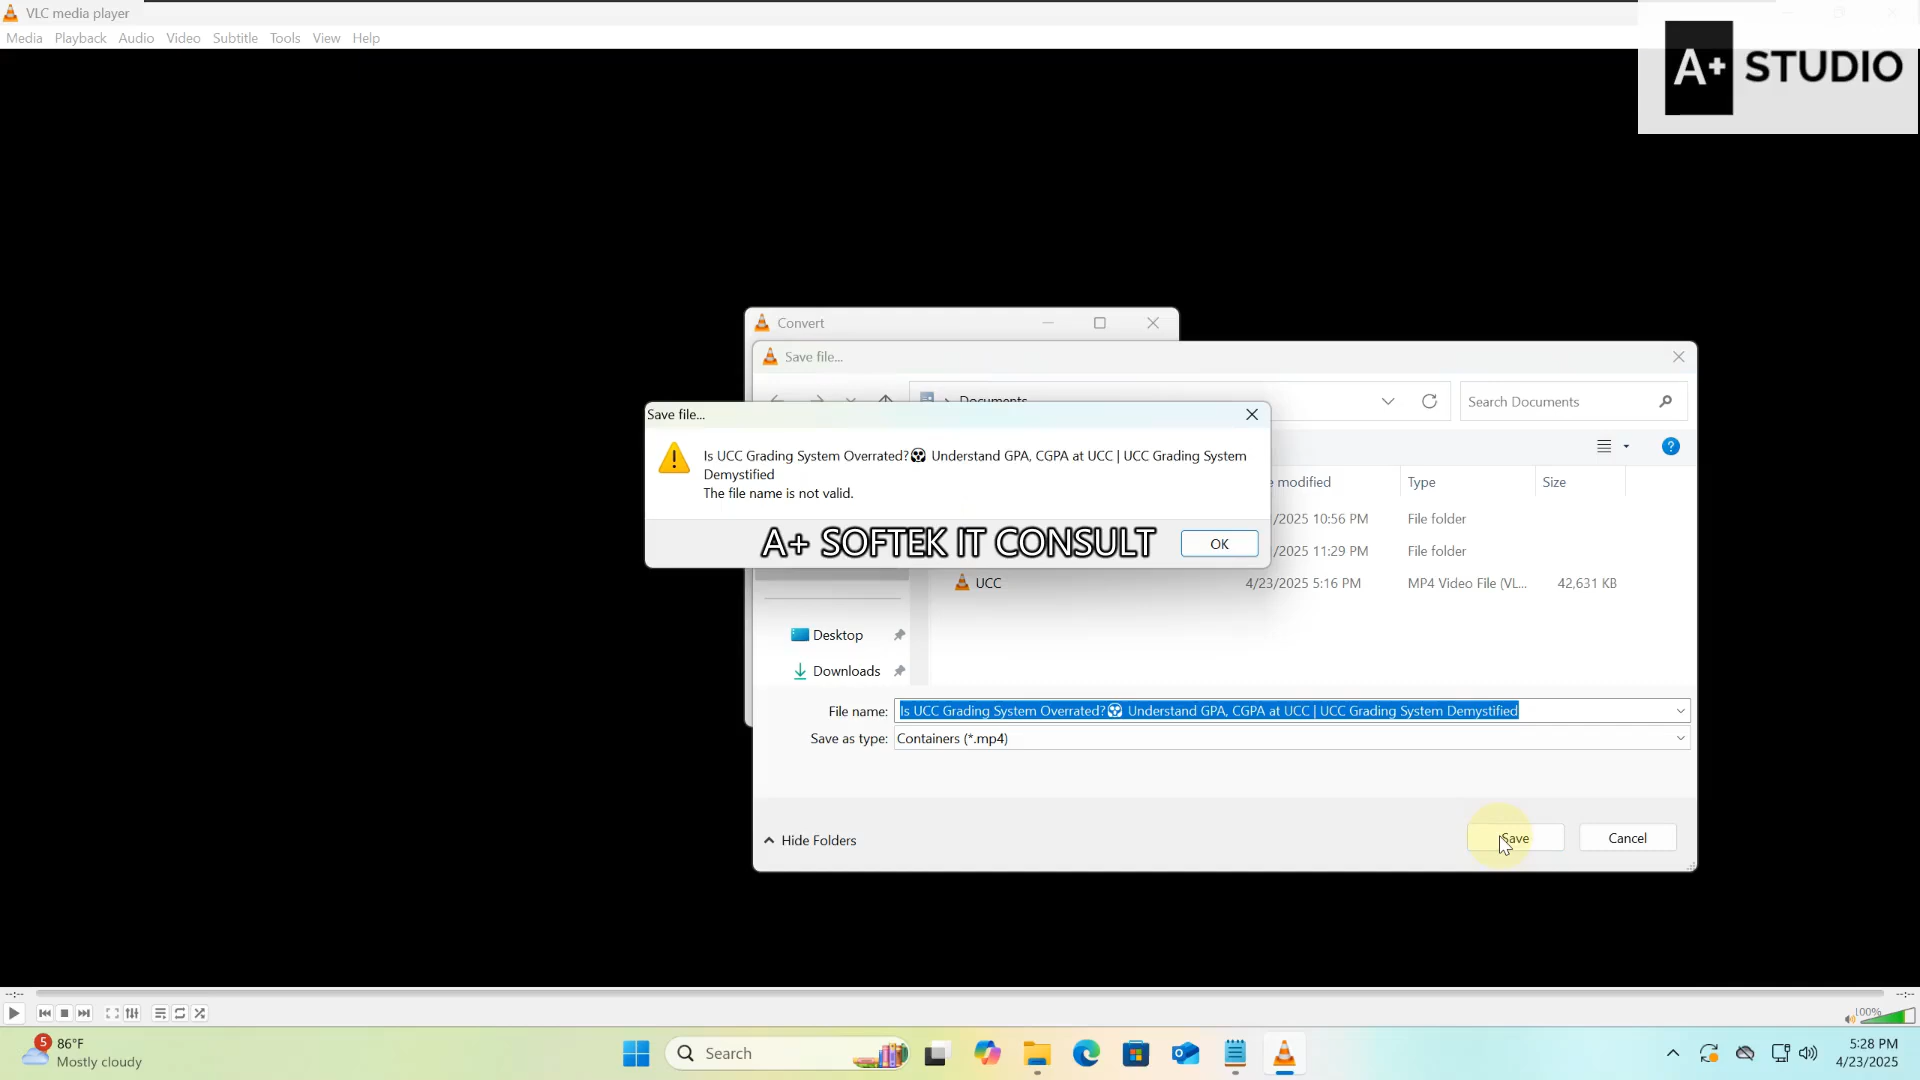 VLC media player
Media Playback Audio Video Subtitle Tools View Help
A+ STUDIO
Convert
Save file...
Documents
Search Documents
Save file...
Is UCC Grading System Overrated?☢ Understand GPA, CGPA at UCC | UCC Grading System
Demystified
The file name is not valid.
A+ SOFTEK IT CONSULT
OK
e modified Type Size
/2025 10:56 PM File folder
/2025 11:29 PM File folder
UCC 4/23/2025 5:16 PM MP4 Video File (VL... 42,631 KB
Desktop
Downloads
File name: Is UCC Grading System Overrated?☢ Understand GPA, CGPA at UCC | UCC Grading System Demystified
Save as type: Containers (*.mp4)
Hide Folders
Save
Cancel
--:-- --:--
100%
5
86°F
Mostly cloudy
Search
5:28 PM
4/23/2025